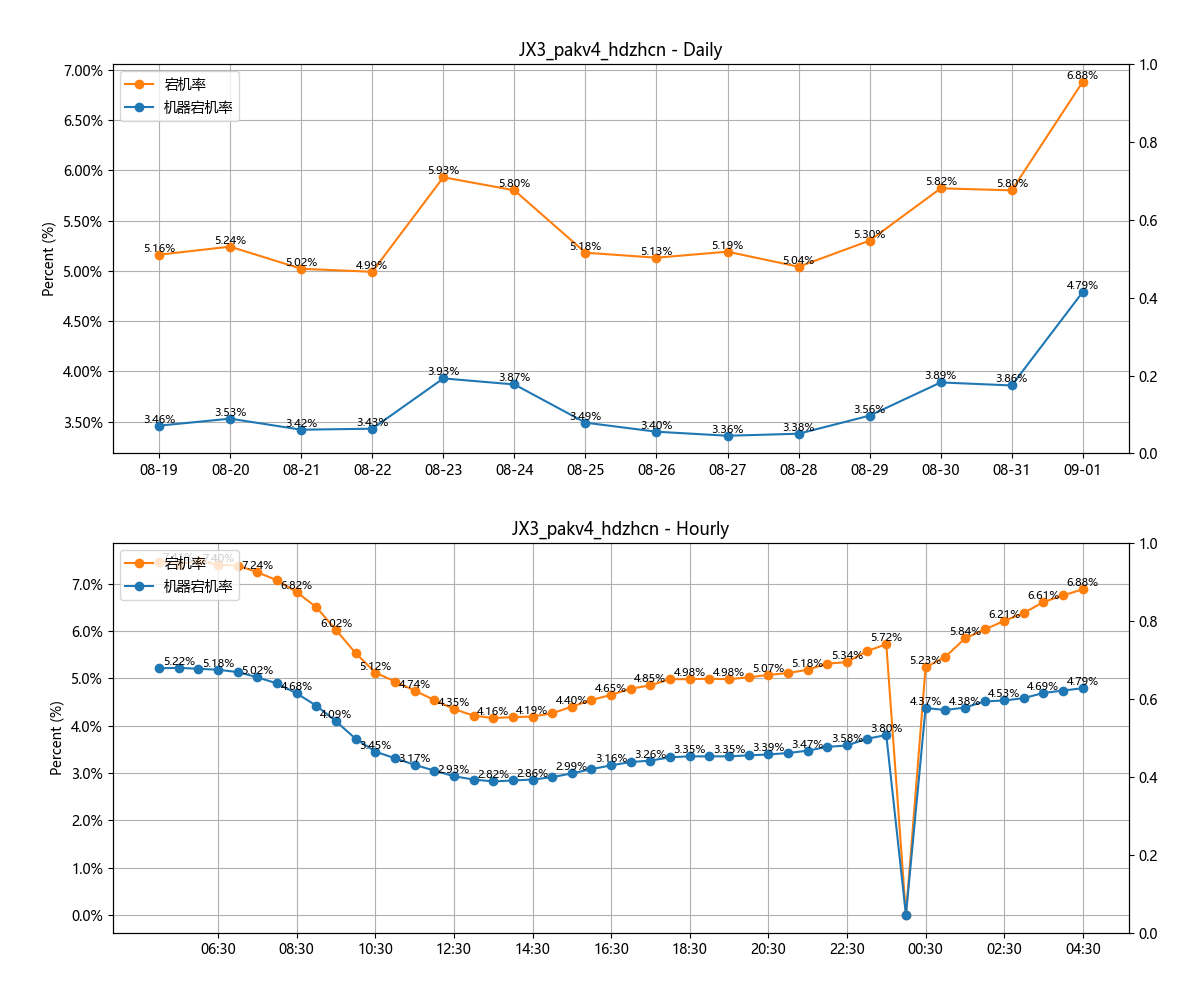 JX3_pakv4_hdzhcn - Daily
宕机率
机器宕机率
Percent (%)
7.00%
6.50%
6.00%
5.50%
5.00%
4.50%
4.00%
3.50%
1.0
0.8
0.6
0.4
0.2
0.0
5.16% 5.24% 5.02% 4.99% 5.93% 5.80% 5.18% 5.13% 5.19% 5.04% 5.30% 5.82% 5.80% 6.88%
3.46% 3.53% 3.42% 3.43% 3.93% 3.87% 3.49% 3.40% 3.36% 3.38% 3.56% 3.89% 3.86% 4.79%
08-19 08-20 08-21 08-22 08-23 08-24 08-25 08-26 08-27 08-28 08-29 08-30 08-31 09-01
JX3_pakv4_hdzhcn - Hourly
宕机率
机器宕机率
Percent (%)
7.0%
6.0%
5.0%
4.0%
3.0%
2.0%
1.0%
0.0%
1.0
0.8
0.6
0.4
0.2
0.0
7.40% 7.24% 6.82% 6.02% 5.12% 4.74% 4.35% 4.16% 4.19% 4.40% 4.65% 4.85% 4.98% 4.98% 5.07% 5.18% 5.34% 5.72% 5.23% 5.84% 6.21% 6.61% 6.88%
5.22% 5.18% 5.02% 4.68% 4.09% 3.45% 3.17% 2.93% 2.82% 2.86% 2.99% 3.16% 3.26% 3.35% 3.35% 3.39% 3.47% 3.58% 3.80% 4.37% 4.38% 4.53% 4.69% 4.79%
06:30 08:30 10:30 12:30 14:30 16:30 18:30 20:30 22:30 00:30 02:30 04:30